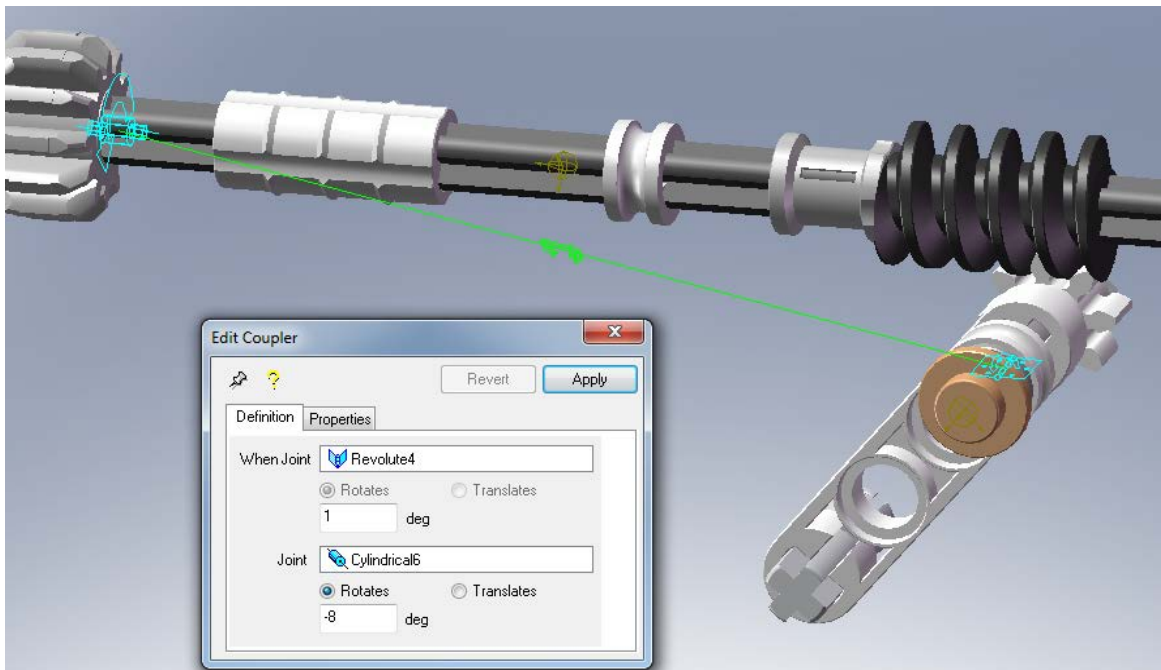 Edit Coupler
Revert Apply
Definition Properties
When Joint Revolute4
Rotates Translates
1 deg
Joint Cylindrical6
Rotates Translates
-8 deg